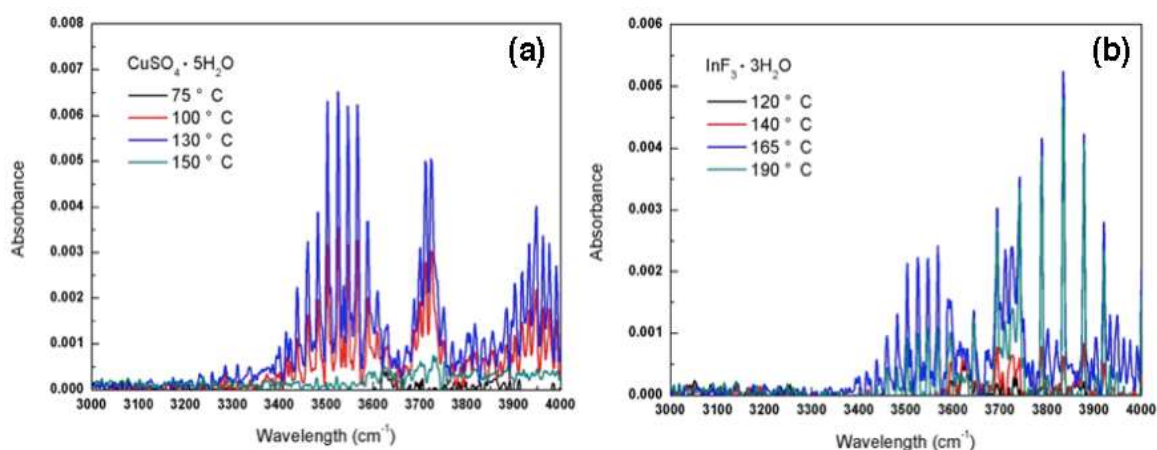 (a)
CuSO₄ · 5H₂O
75 ° C
100 ° C
130 ° C
150 ° C
Absorbance
0.008
0.007
0.006
0.005
0.004
0.003
0.002
0.001
0.000
3000 3100 3200 3300 3400 3500 3600 3700 3800 3900 4000
Wavelength (cm⁻¹)
(b)
InF₃ · 3H₂O
120 ° C
140 ° C
165 ° C
190 ° C
Absorbance
0.006
0.005
0.004
0.003
0.002
0.001
0.000
3000 3100 3200 3300 3400 3500 3600 3700 3800 3900 4000
Wavelength (cm⁻¹)